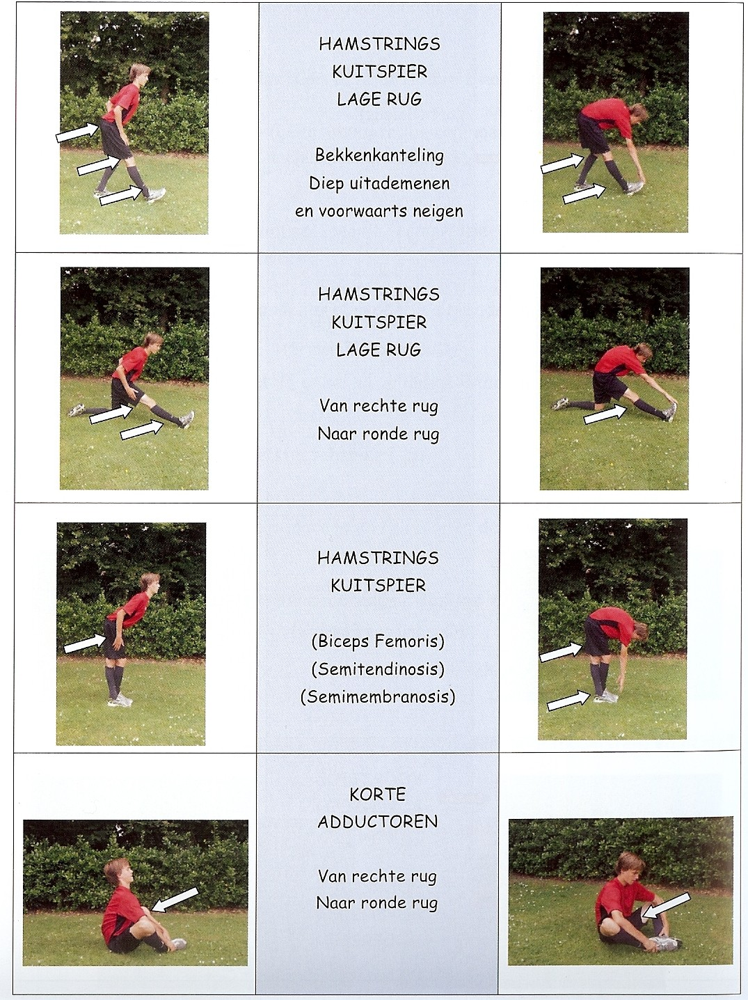 HAMSTRINGS
KUITSPIER
LAGE RUG
Bekkenkanteling
Diep uitademenen
en voorwaarts neigen
HAMSTRINGS
KUITSPIER
LAGE RUG
Van rechte rug
Naar ronde rug
HAMSTRINGS
KUITSPIER
(Biceps Femoris)
(Semitendinosis)
(Semimembranosis)
KORTE
ADDUCTOREN
Van rechte rug
Naar ronde rug